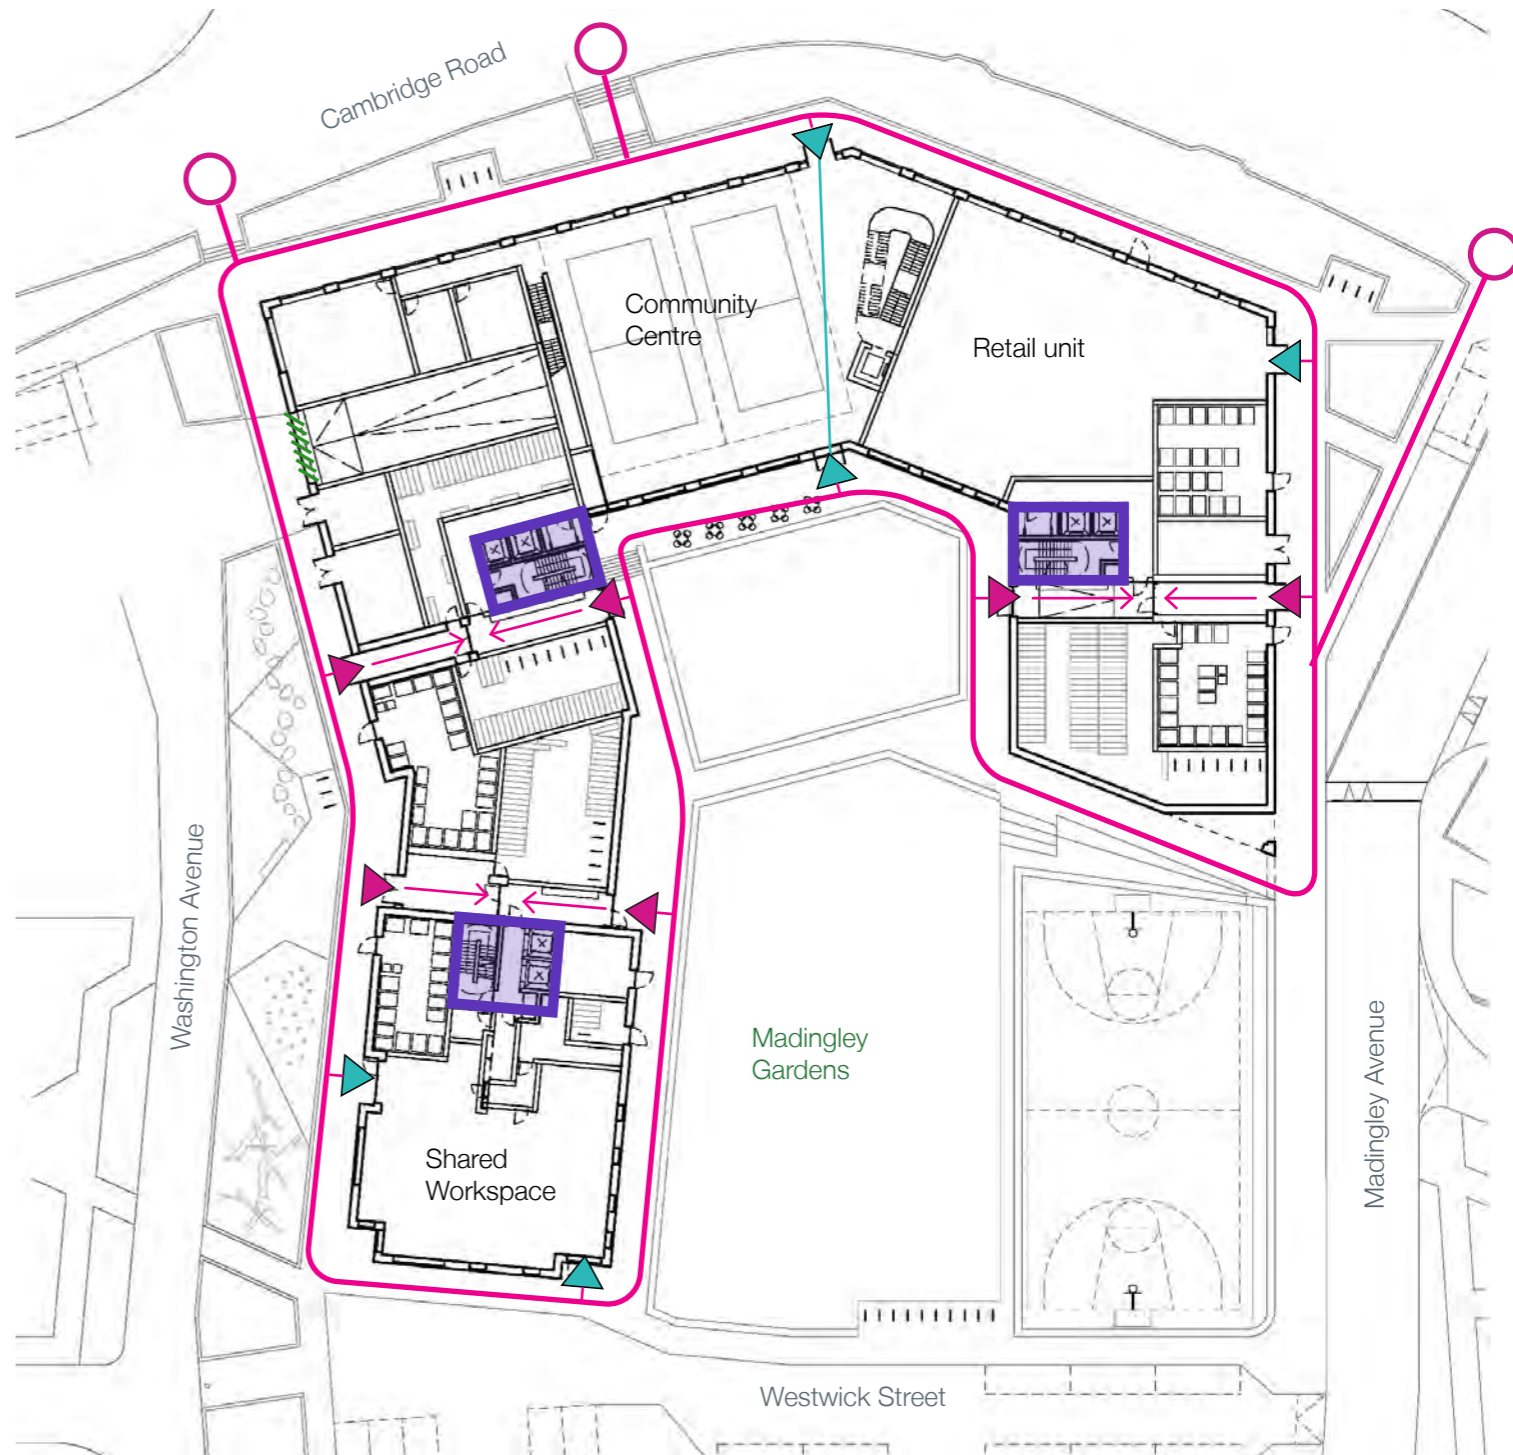 Cambridge Road
Community
Centre
Retail unit
Washington Avenue
Madingley
Gardens
Madingley Avenue
Shared
Workspace
Westwick Street